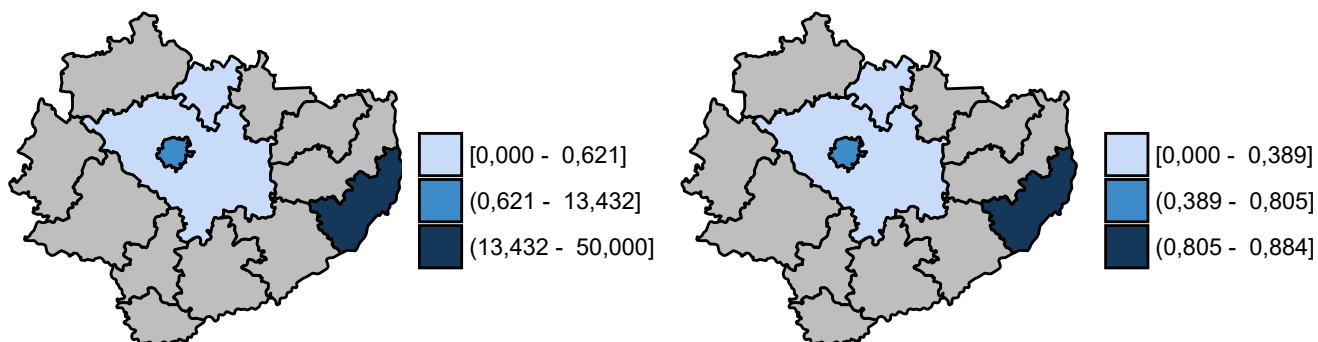 [0,000 - 0,621]
(0,621 - 13,432]
(13,432 - 50,000]
[0,000 - 0,389]
(0,389 - 0,805]
(0,805 - 0,884]